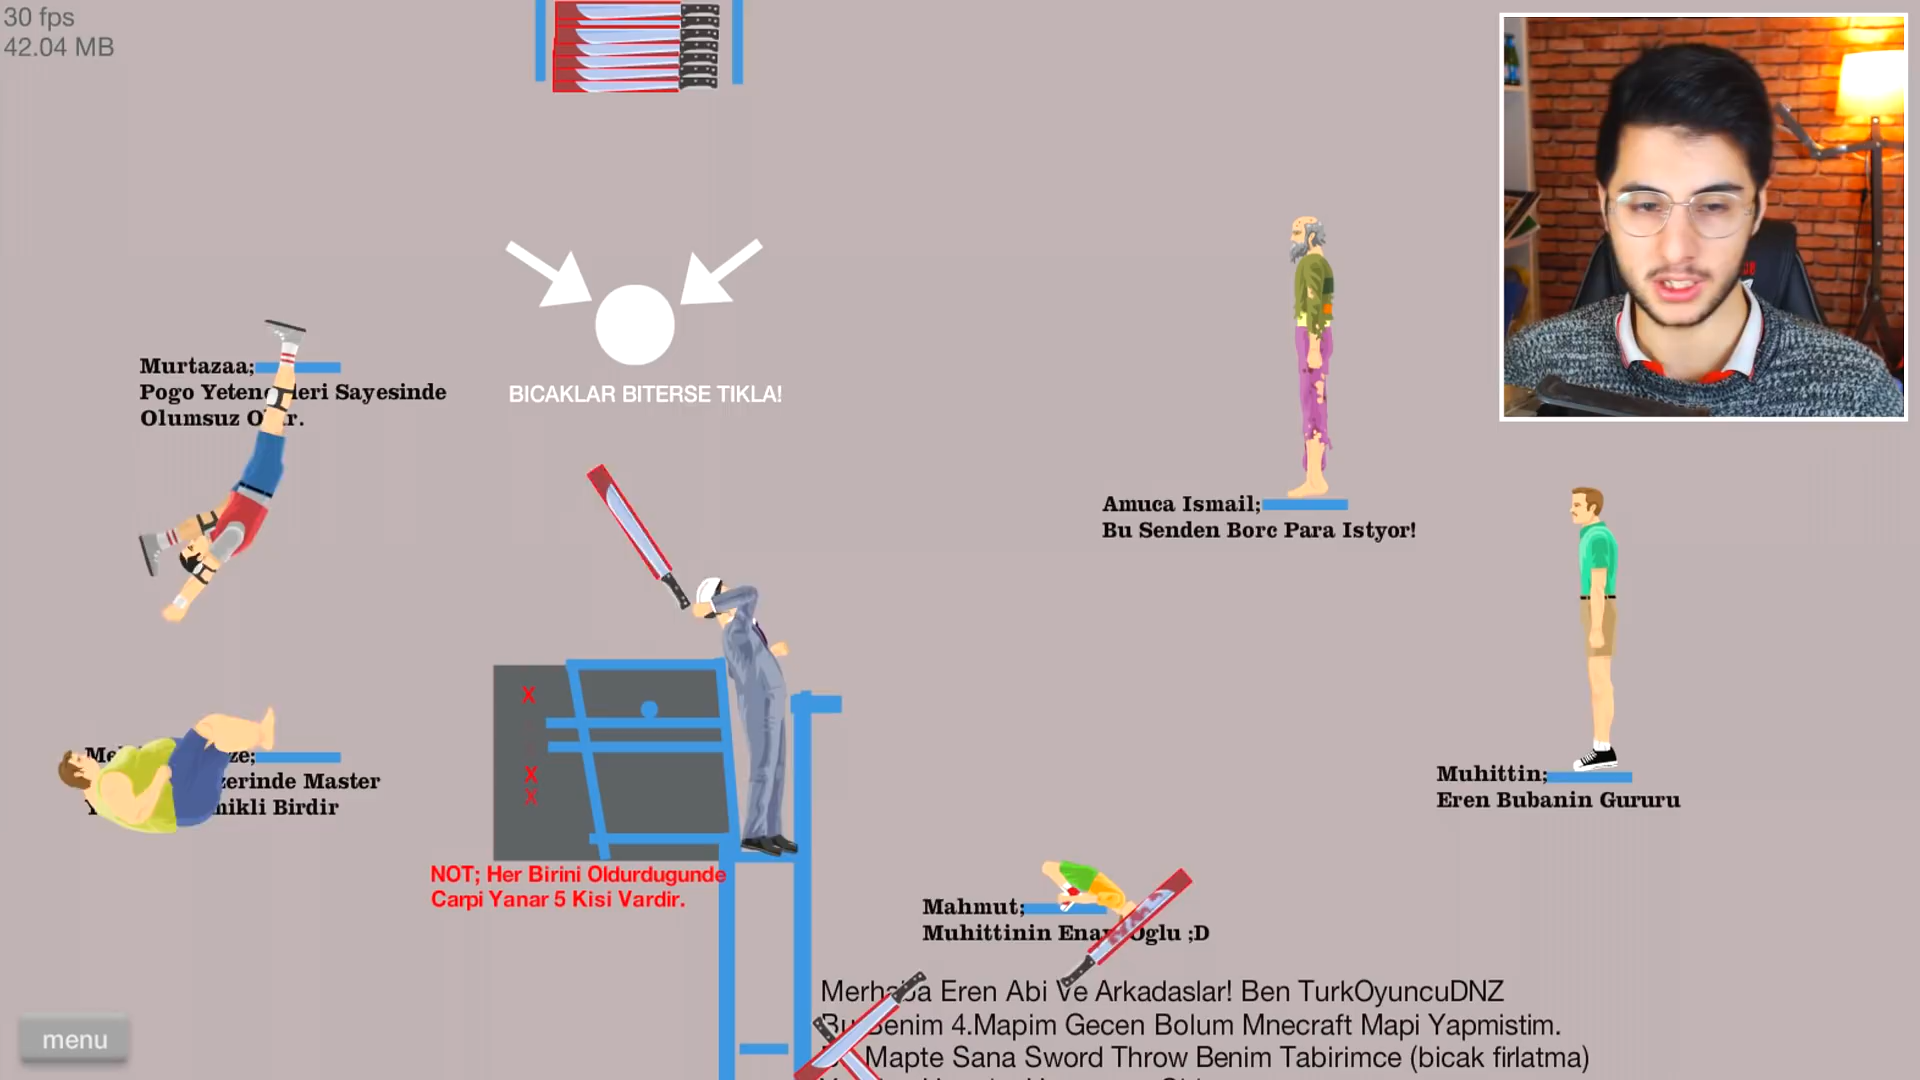 30 fps
42.04 MB
BICAKLAR BITERSE TIKLA!
Murtazaa;
Pogo Sayesinde
Olumsuz
Amuca Ismail;
Bu Senden Borc Para Istyor!
Master
Birdir
X
X
X
NOT; Her Birini Oldurdugunde
Carpi Yanar 5 Kisi Vardir.
Muhittin;
Eren Bubanin Gururu
Mahmut;
Muhittinin Oglu ;D
Merhaba Eren Abi Ve Arkadaslar! Ben TurkOyuncuDNZ
Benim 4.Mapim Gecen Bolum Mnecraft Mapi Yapmistim.
Mapte Sana Sword Throw Benim Tabirimce (bicak firlatma)
menu